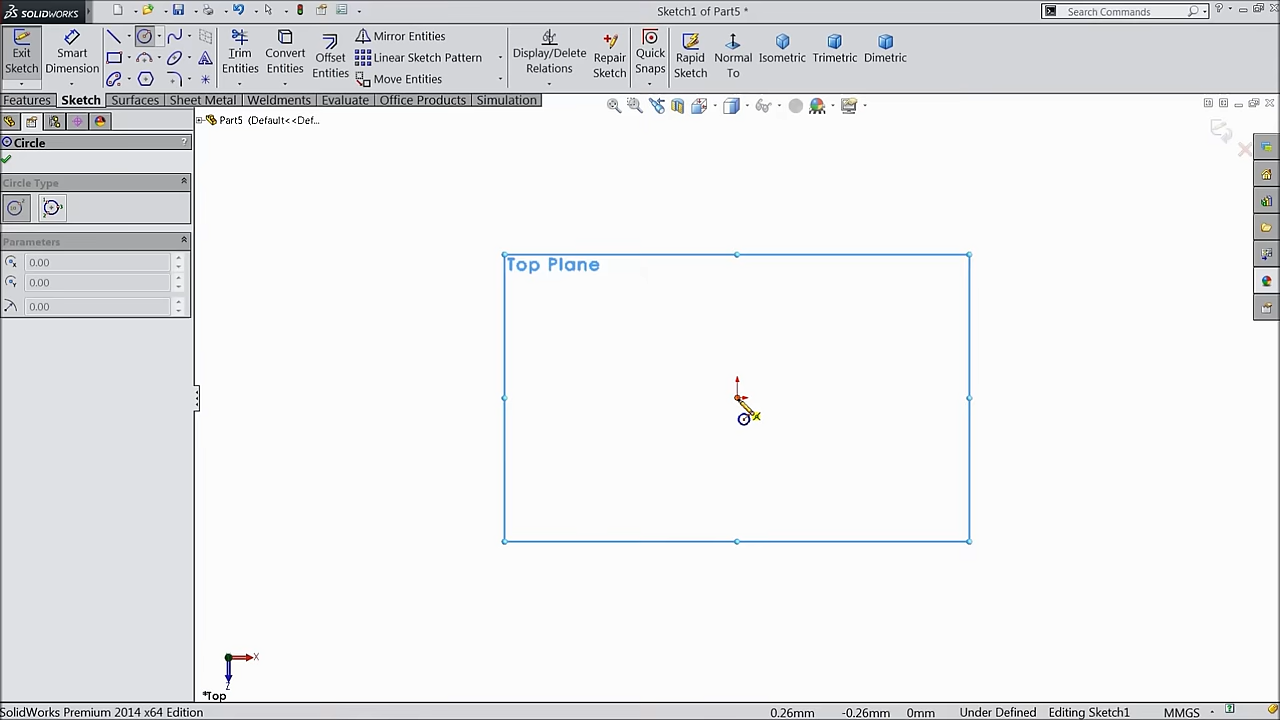 SOLIDWORKS
Sketch1 of Part5 *
Search Commands
?
Exit
Sketch
Smart
Dimension
Trim
Entities
Convert
Entities
Offset
Entities
Mirror Entities
Linear Sketch Pattern
Move Entities
Display/Delete
Relations
Repair
Sketch
Quick
Snaps
Rapid
Sketch
Normal
To
Isometric
Trimetric
Dimetric
Features
Sketch
Surfaces
Sheet Metal
Weldments
Evaluate
Office Products
Simulation
Part5 (Default<<Def...
Circle
?
Circle Type
Parameters
0.00
0.00
0.00
Top Plane
X
Z
*Top
SolidWorks Premium 2014 x64 Edition
0.26mm
-0.26mm
0mm
Under Defined
Editing Sketch1
MMGS